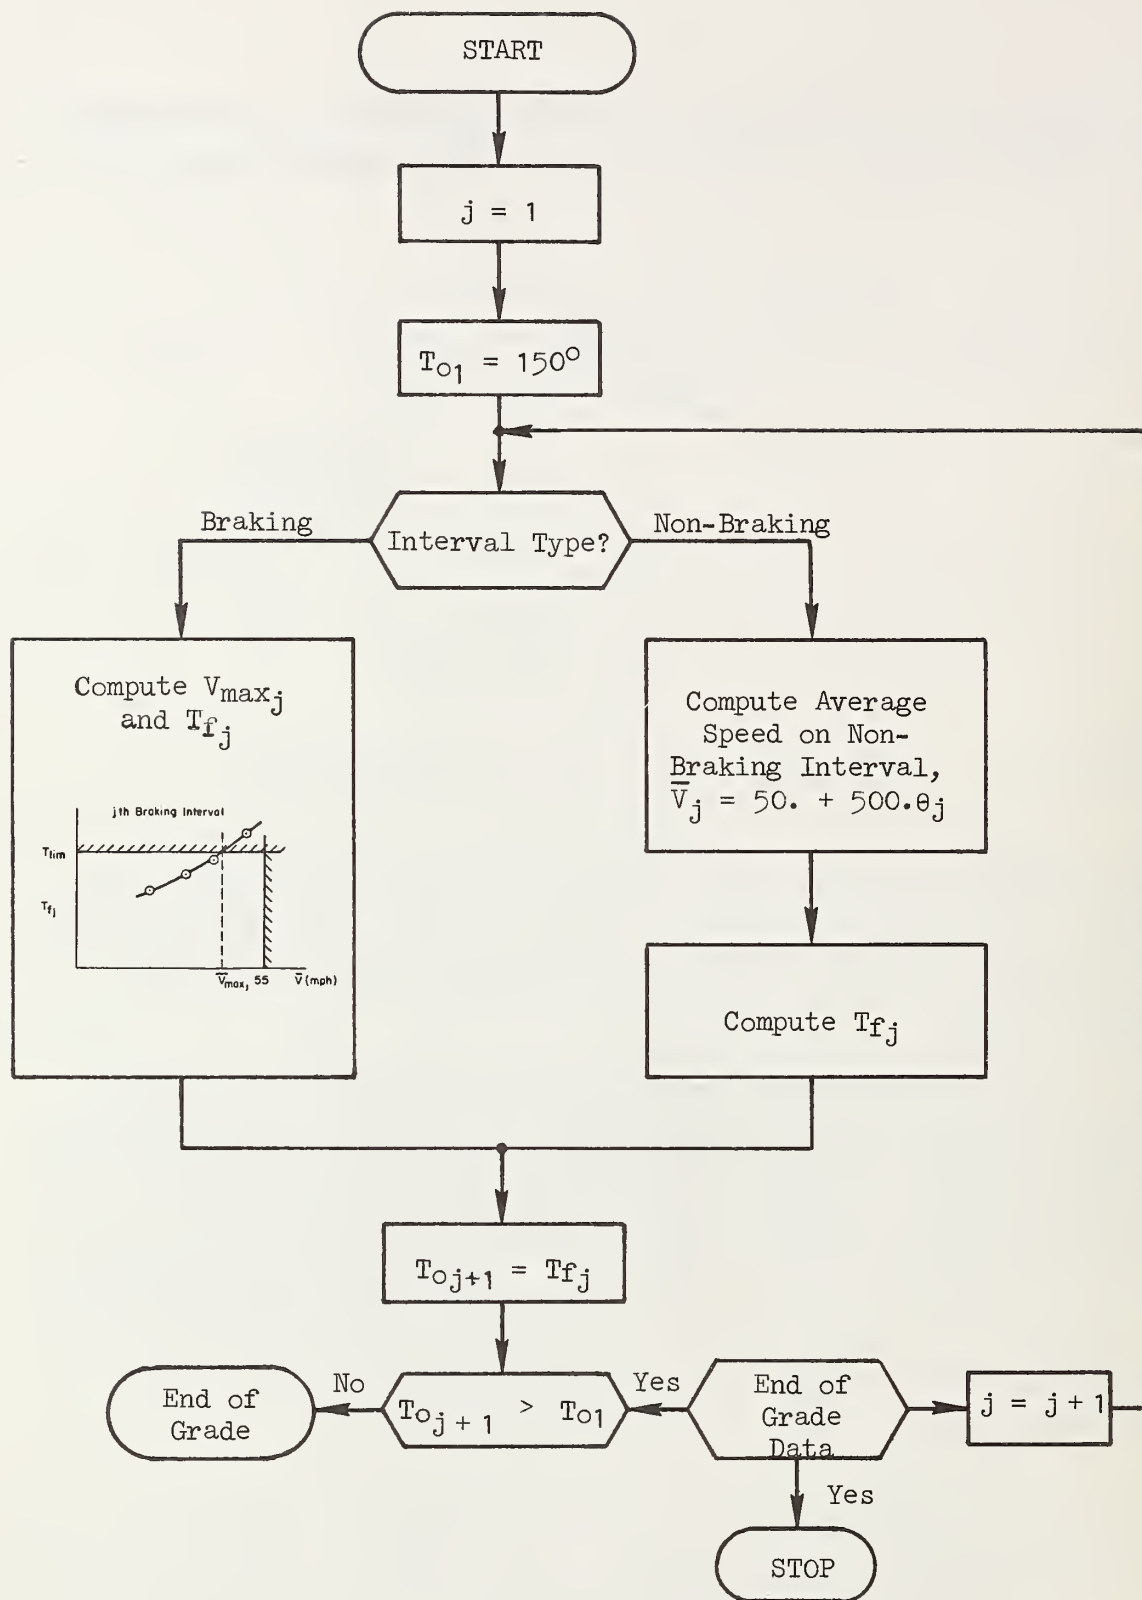 START
j = 1
To1 = 150°
Braking
Non-Braking
Interval Type?
Compute Vmaxj
and Tfj
jth Braking Interval
Tlim
Tfj
V̅max, 55 V̅ (mph)
Compute Average
Speed on Non-
Braking Interval,
V̅j = 50. + 500.θj
Compute Tfj
Toj+1 = Tfj
End of
Grade
No
Toj + 1 > To1
Yes
End of
Grade
Data
j = j+1
Yes
STOP